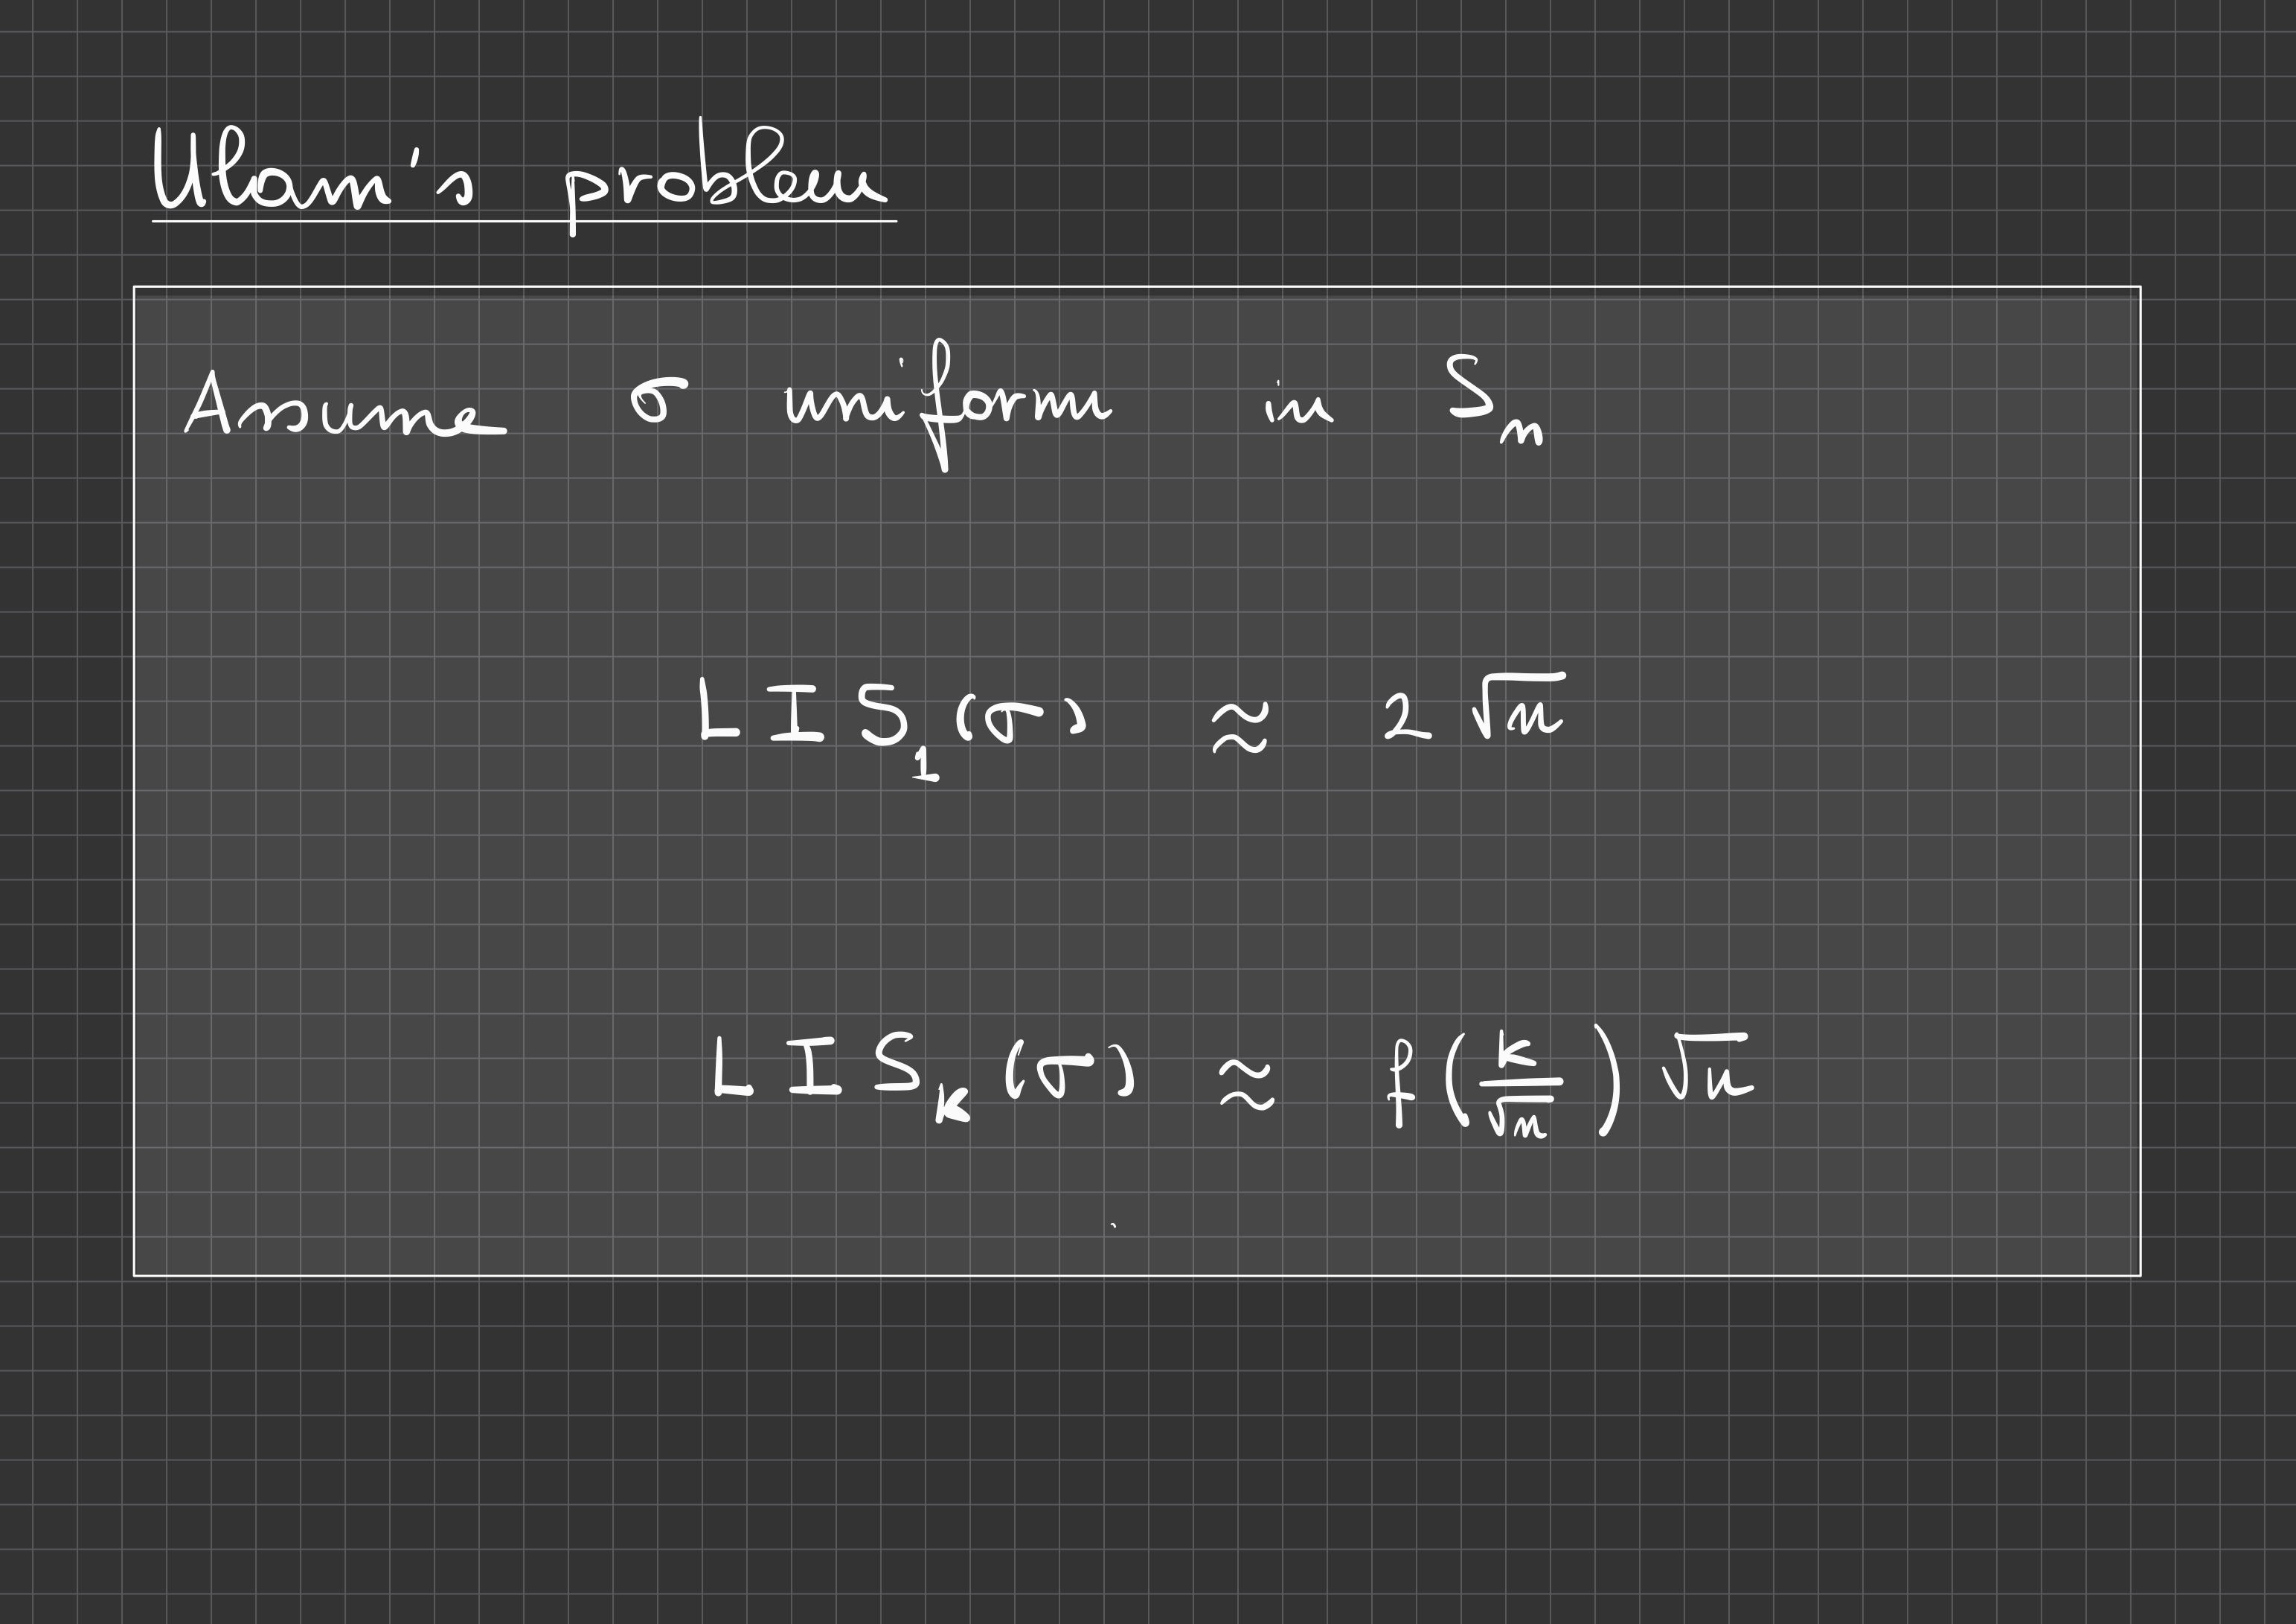 Ulam's problem
Assume σ uniform in Sₙ
LIS₁(σ) ≈ 2 √n
LISₖ(σ) ≈ f(k/√n) √n